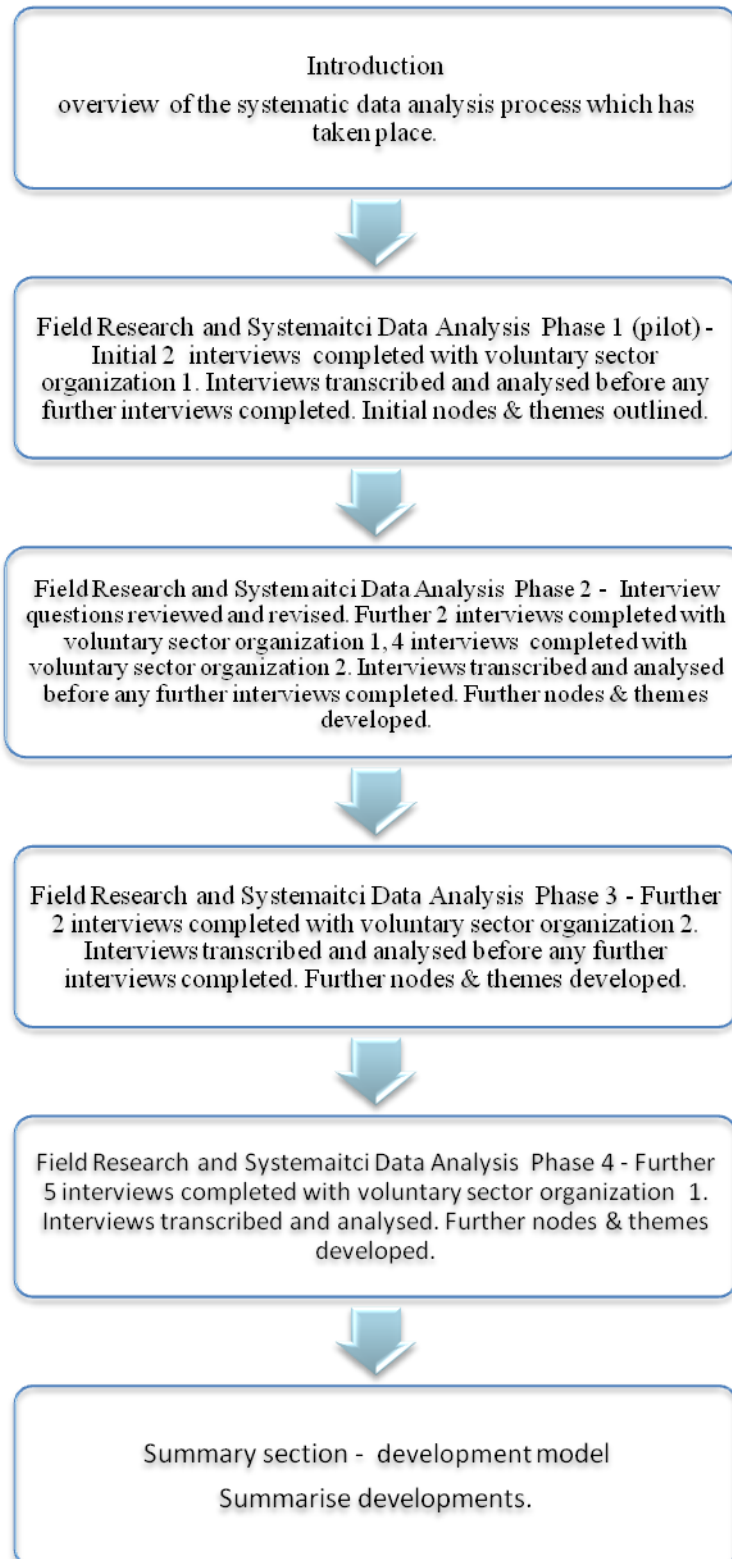 Introduction
overview of the systematic data analysis process which has
taken place.
Field Research and Systemaitci Data Analysis Phase 1 (pilot) -
Initial 2 interviews completed with voluntary sector
organization 1. Interviews transcribed and analysed before any
further interviews completed. Initial nodes & themes outlined.
Field Research and Systemaitci Data Analysis Phase 2 - Interview
questions reviewed and revised. Further 2 interviews completed with
voluntary sector organization 1, 4 interviews completed with
voluntary sector organization 2. Interviews transcribed and analysed
before any further interviews completed. Further nodes & themes
developed.
Field Research and Systemaitci Data Analysis Phase 3 - Further
2 interviews completed with voluntary sector organization 2.
Interviews transcribed and analysed before any further
interviews completed. Further nodes & themes developed.
Field Research and Systemaitci Data Analysis Phase 4 - Further
5 interviews completed with voluntary sector organization 1.
Interviews transcribed and analysed. Further nodes & themes
developed.
Summary section - development model
Summarise developments.